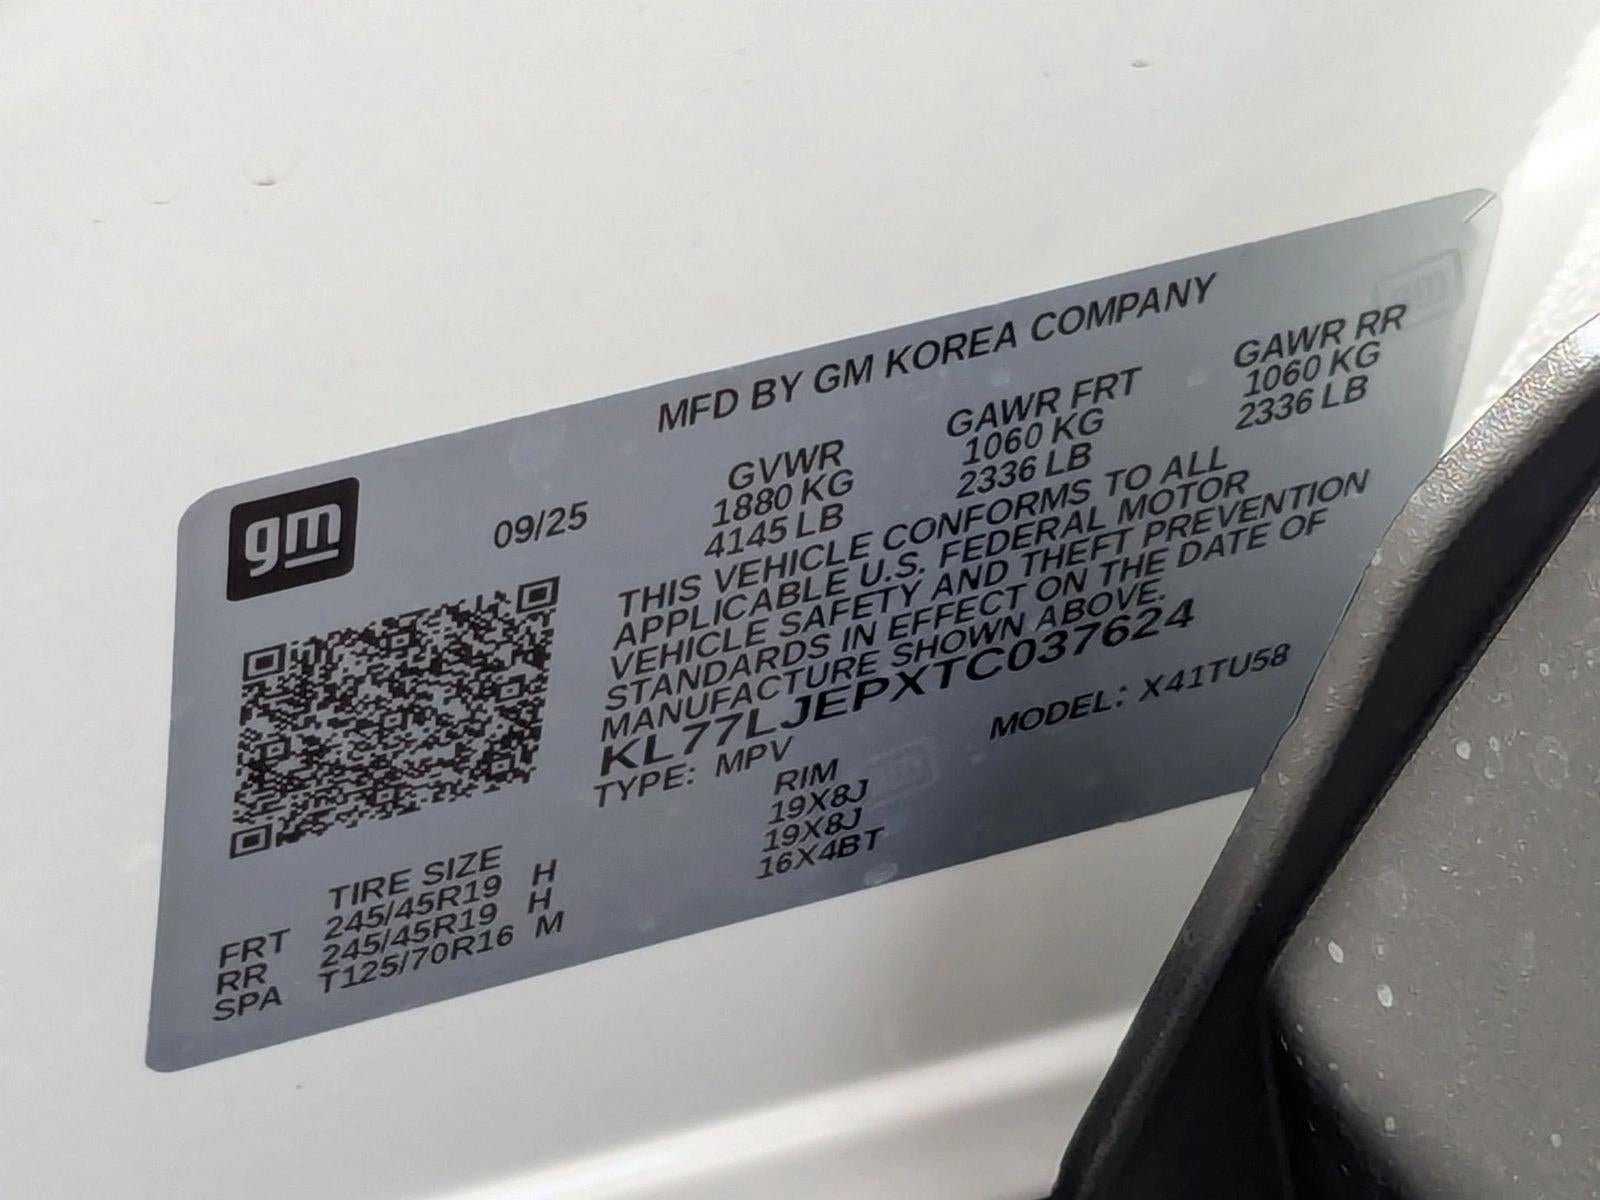 MFD BY GM KOREA COMPANY
gm
09/25
GVWR GAWR FRT GAWR RR
1880 KG 1060 KG 1060 KG
4145 LB 2336 LB 2336 LB
THIS VEHICLE CONFORMS TO ALL
APPLICABLE U.S. FEDERAL MOTOR
VEHICLE SAFETY AND THEFT PREVENTION
STANDARDS IN EFFECT ON THE DATE OF
MANUFACTURE SHOWN ABOVE.
KL77LJEPXTC037624
TYPE: MPV MODEL: X41TU58
TIRE SIZE RIM
FRT 245/45R19 H 19X8J
RR 245/45R19 H 19X8J
SPA T125/70R16 M 16X4BT